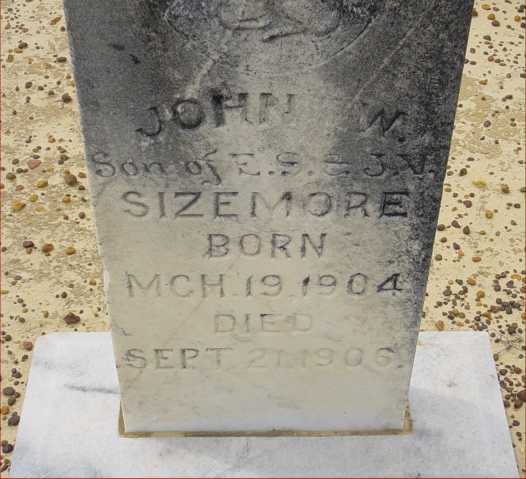 JOHN W.
Son of E.S. & J.V.
SIZEMORE
BORN
MCH. 19, 1904
DIED
SEPT. 21, 1906.